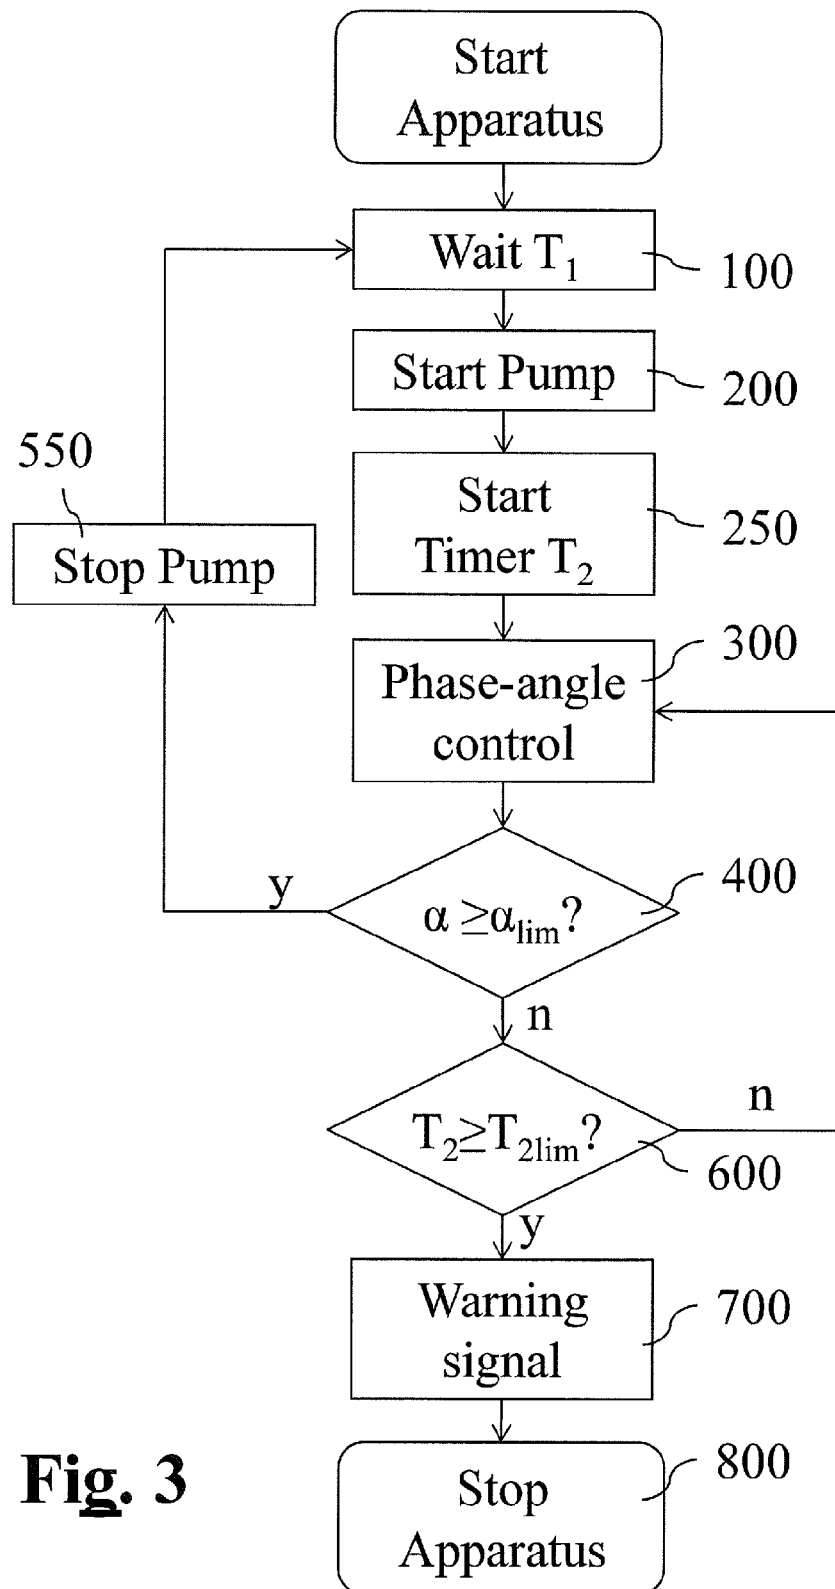 Start
Apparatus
Wait T₁
100
Start Pump
200
550
Start
Timer T₂
250
Stop Pump
300
Phase-angle
control
y
α ≥αlim?
400
n
T₂≥T2lim?
n
600
y
Warning
signal
700
Fig. 3
Stop
Apparatus
800